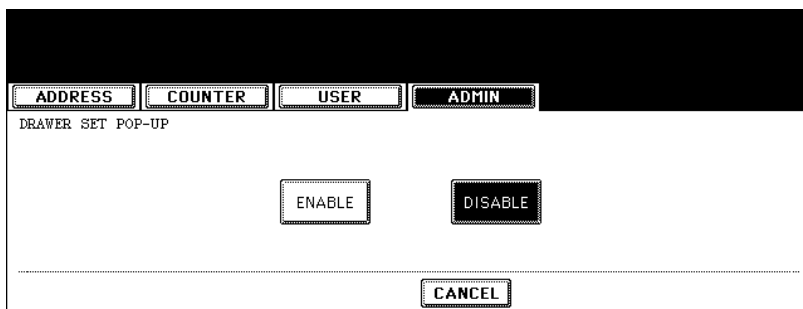 ADDRESS COUNTER USER ADMIN
DRAWER SET POP-UP
ENABLE DISABLE
CANCEL